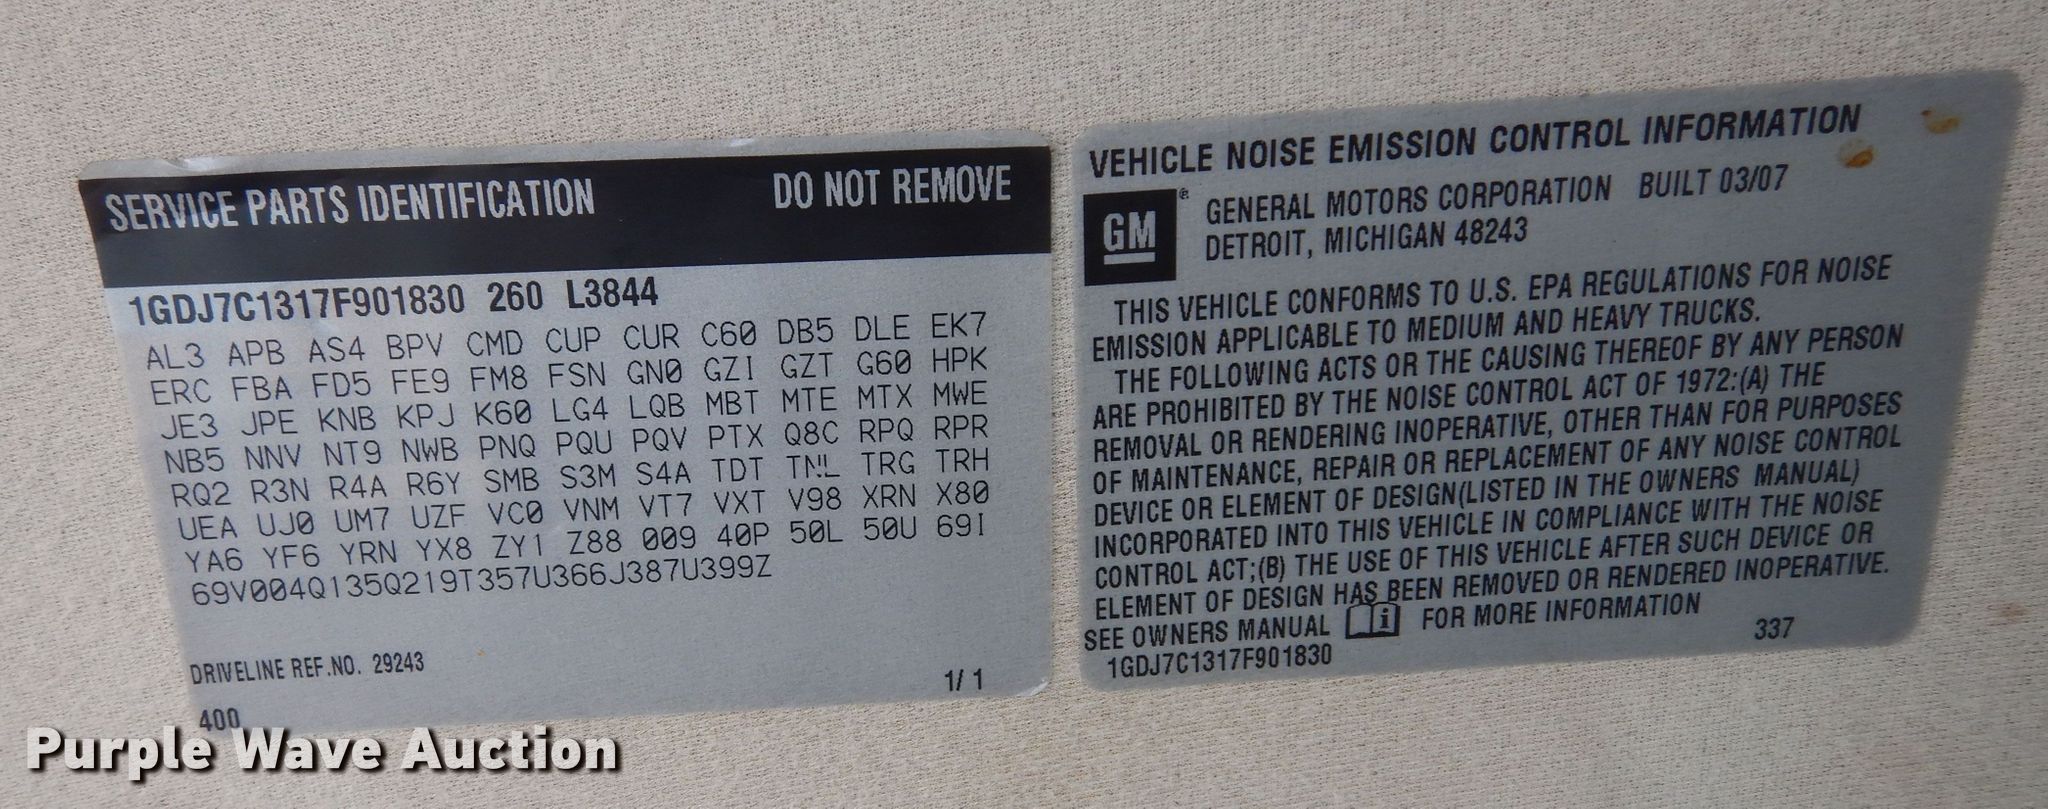 SERVICE PARTS IDENTIFICATION DO NOT REMOVE
1GDJ7C1317F901830 260 L3844
AL3 APB AS4 BPV CMD CUP CUR C60 DB5 DLE EK7
ERC FBA FD5 FE9 FM8 FSN GN0 GZI GZT G60 HPK
JE3 JPE KNB KPJ K60 LG4 LQB MBT MTE MTX MWE
NB5 NNV NT9 NWB PNQ PQU PQV PTX Q8C RPQ RPR
RQ2 R3N R4A R6Y SMB S3M S4A TDT TNL TRG TRH
UEA UJ0 UM7 UZF VC0 VNM VT7 VXT V98 XRN X80
YA6 YF6 YRN YX8 ZY1 Z88 009 40P 50L 50U 69I
69V004Q135Q219T357U366J387U399Z
DRIVELINE REF.NO. 29243
1/1
400
VEHICLE NOISE EMISSION CONTROL INFORMATION
GM ® GENERAL MOTORS CORPORATION BUILT 03/07
DETROIT, MICHIGAN 48243
THIS VEHICLE CONFORMS TO U.S. EPA REGULATIONS FOR NOISE
EMISSION APPLICABLE TO MEDIUM AND HEAVY TRUCKS.
THE FOLLOWING ACTS OR THE CAUSING THEREOF BY ANY PERSON
ARE PROHIBITED BY THE NOISE CONTROL ACT OF 1972:(A) THE
REMOVAL OR RENDERING INOPERATIVE, OTHER THAN FOR PURPOSES
OF MAINTENANCE, REPAIR OR REPLACEMENT OF ANY NOISE CONTROL
DEVICE OR ELEMENT OF DESIGN(LISTED IN THE OWNERS MANUAL)
INCORPORATED INTO THIS VEHICLE IN COMPLIANCE WITH THE NOISE
CONTROL ACT;(B) THE USE OF THIS VEHICLE AFTER SUCH DEVICE OR
ELEMENT OF DESIGN HAS BEEN REMOVED OR RENDERED INOPERATIVE.
SEE OWNERS MANUAL i FOR MORE INFORMATION
1GDJ7C1317F901830 337
Purple Wave Auction